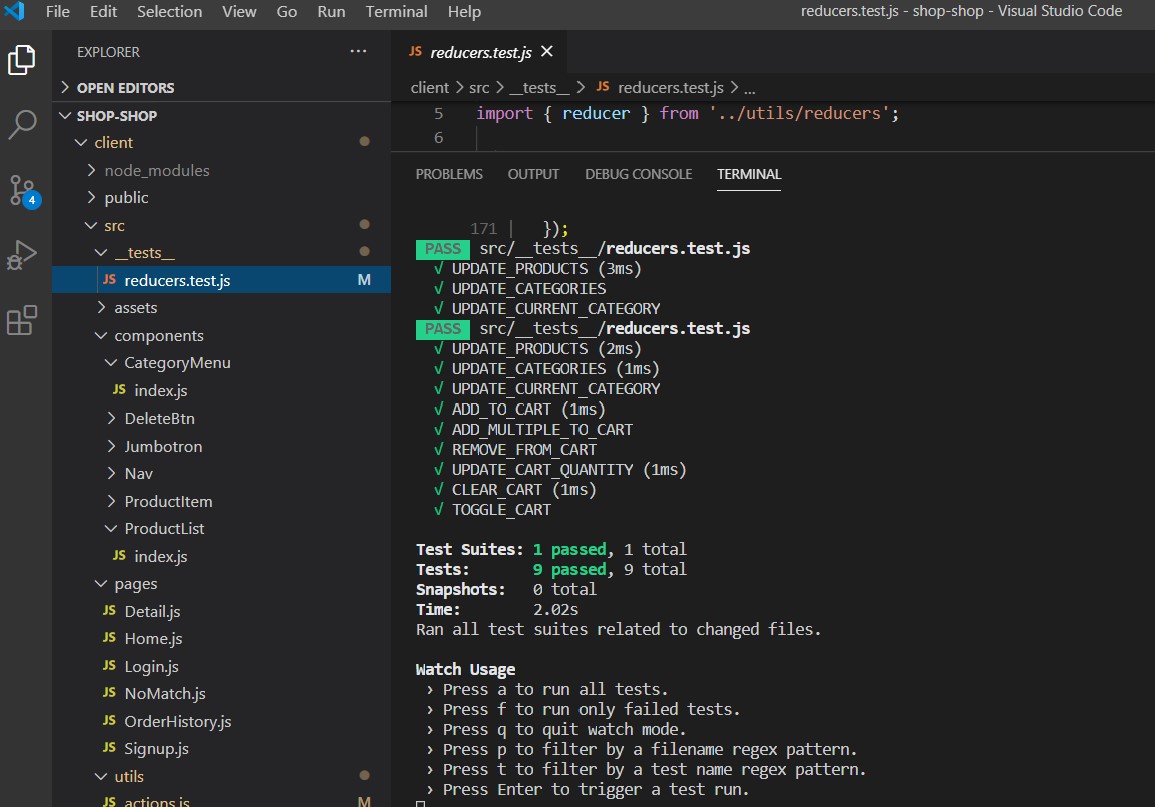 File Edit Selection View Go Run Terminal Help reducers.test.js - shop-shop - Visual Studio Code
EXPLORER ...
OPEN EDITORS
SHOP-SHOP
client
node_modules
public
4
src
__tests__
JS reducers.test.js M
assets
components
CategoryMenu
JS index.js
DeleteBtn
Jumbotron
Nav
ProductItem
ProductList
JS index.js
pages
JS Detail.js
JS Home.js
JS Login.js
JS NoMatch.js
JS OrderHistory.js
JS Signup.js
utils
JS actions.js M
JS reducers.test.js
client > src > __tests__ > JS reducers.test.js > ...
5 import { reducer } from '../utils/reducers';
6
PROBLEMS OUTPUT DEBUG CONSOLE TERMINAL
171 | });
PASS src/__tests__/reducers.test.js
√ UPDATE_PRODUCTS (3ms)
√ UPDATE_CATEGORIES
√ UPDATE_CURRENT_CATEGORY
PASS src/__tests__/reducers.test.js
√ UPDATE_PRODUCTS (2ms)
√ UPDATE_CATEGORIES (1ms)
√ UPDATE_CURRENT_CATEGORY
√ ADD_TO_CART (1ms)
√ ADD_MULTIPLE_TO_CART
√ REMOVE_FROM_CART
√ UPDATE_CART_QUANTITY (1ms)
√ CLEAR_CART (1ms)
√ TOGGLE_CART
Test Suites: 1 passed, 1 total
Tests: 9 passed, 9 total
Snapshots: 0 total
Time: 2.02s
Ran all test suites related to changed files.
Watch Usage
› Press a to run all tests.
› Press f to run only failed tests.
› Press q to quit watch mode.
› Press p to filter by a filename regex pattern.
› Press t to filter by a test name regex pattern.
› Press Enter to trigger a test run.